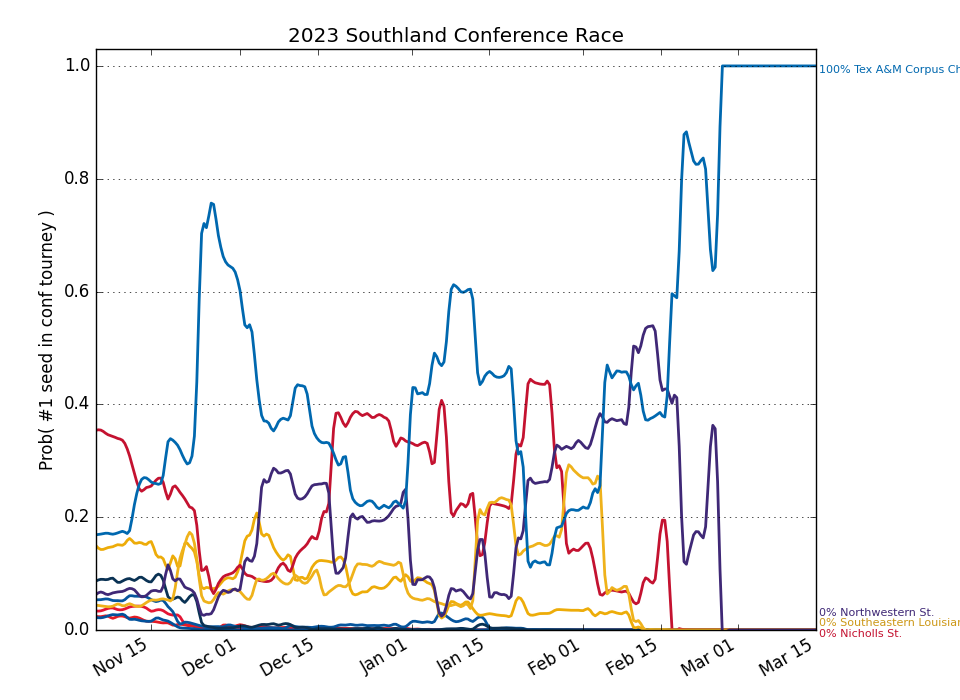 2023 Southland Conference Race
Prob( #1 seed in conf tourney )
1.0
0.8
0.6
0.4
0.2
0.0
100% Tex A&M Corpus Ch
0% Northwestern St.
0% Southeastern Louisian
0% Nicholls St.
Nov 15
Dec 01
Dec 15
Jan 01
Jan 15
Feb 01
Feb 15
Mar 01
Mar 15